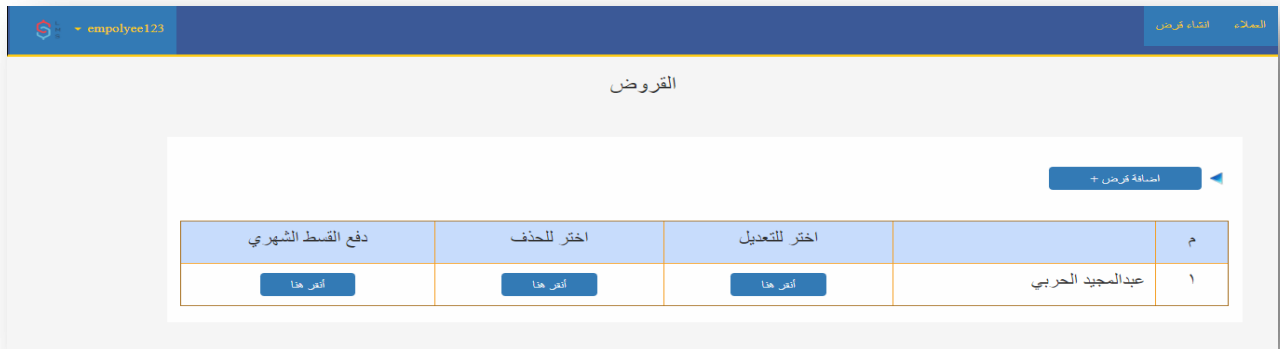 العملاء انشاء قرض empolyee123
القروض
اضافة قرض +
م اختر للتعديل اختر للحذف دفع القسط الشهري
١ عبدالمجيد الحربي أنقر هنا أنقر هنا أنقر هنا